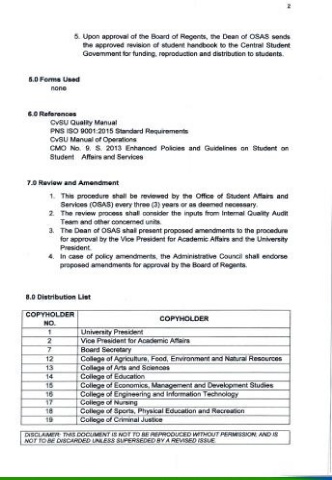 2
5. Upon approval of the Board of Regents, the Dean of OSAS sends
the approved revision of student handbook to the Central Student
Government for funding, reproduction and distribution to students.
5.0 Forms Used
none
6.0 References
CvSU Quality Manual
PNS ISO 9001:2015 Standard Requirements
CvSU Manual of Operations
CMO No. 9. S. 2013 Enhanced Policies and Guidelines on Student on
Student Affairs and Services
7.0 Review and Amendment
1. This procedure shall be reviewed by the Office of Student Affairs and
Services (OSAS) every three (3) years or as deemed necessary.
2. The review process shall consider the inputs from Internal Quality Audit
Team and other concerned units.
3. The Dean of OSAS shall present proposed amendments to the procedure
for approval by the Vice President for Academic Affairs and the University
President.
4. In case of policy amendments, the Administrative Council shall endorse
proposed amendments for approval by the Board of Regents.
8.0 Distribution List
COPYHOLDER NO. COPYHOLDER
1 University President
2 Vice President for Academic Affairs
7 Board Secretary
12 College of Agriculture, Food, Environment and Natural Resources
13 College of Arts and Sciences
14 College of Education
15 College of Economics, Management and Development Studies
16 College of Engineering and Information Technology
17 College of Nursing
18 College of Sports, Physical Education and Recreation
19 College of Criminal Justice
DISCLAIMER: THIS DOCUMENT IS NOT TO BE REPRODUCED WITHOUT PERMISSION, AND IS
NOT TO BE DISCARDED UNLESS SUPERSEDED BY A REVISED ISSUE.